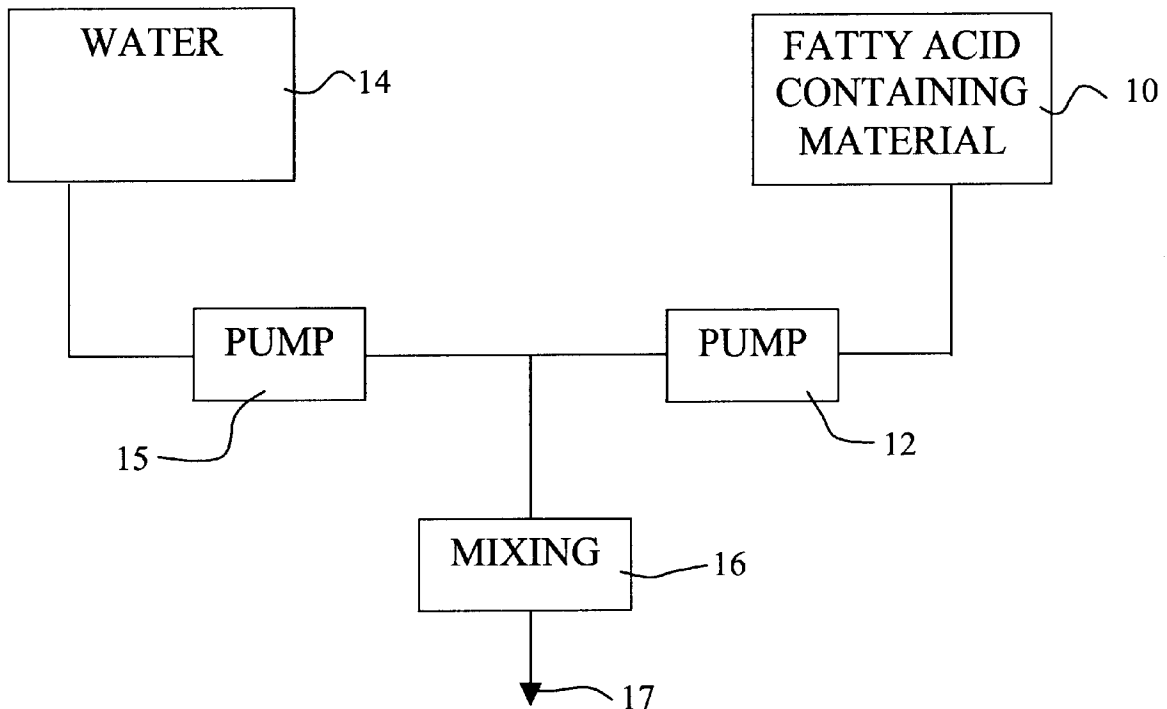 WATER
14
FATTY ACID
CONTAINING
MATERIAL
10
PUMP
15
PUMP
12
MIXING
16
17